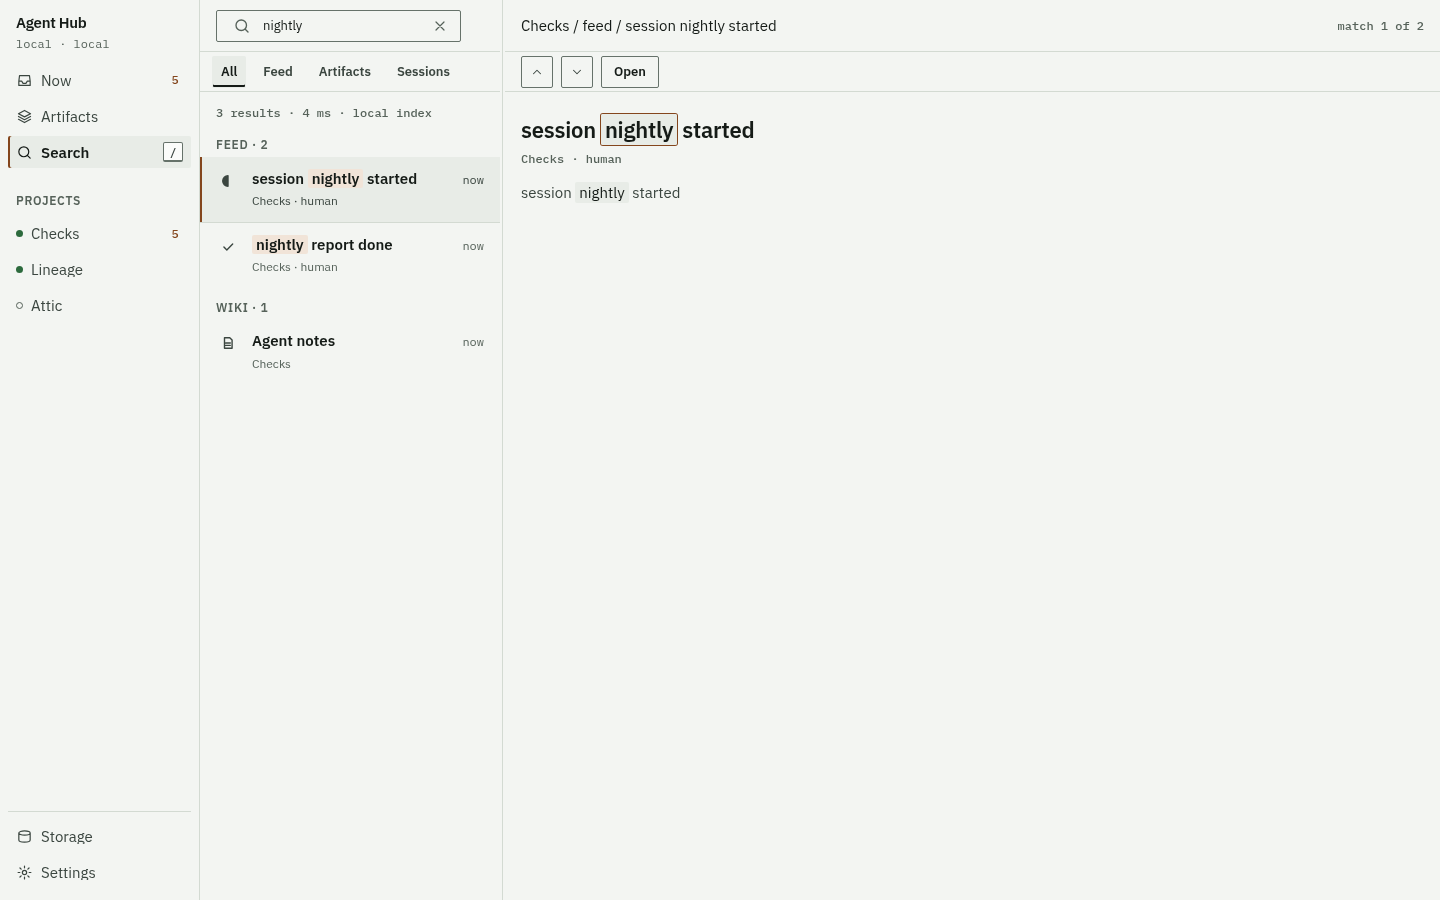 Agent Hub
local · local
Now 5
Artifacts
Search /
PROJECTS
Checks 5
Lineage
Attic
Storage
Settings
nightly
All Feed Artifacts Sessions
3 results · 4 ms · local index
FEED · 2
session nightly started now
Checks · human
nightly report done now
Checks · human
WIKI · 1
Agent notes now
Checks
Checks / feed / session nightly started match 1 of 2
Open
session nightly started
Checks · human
session nightly started